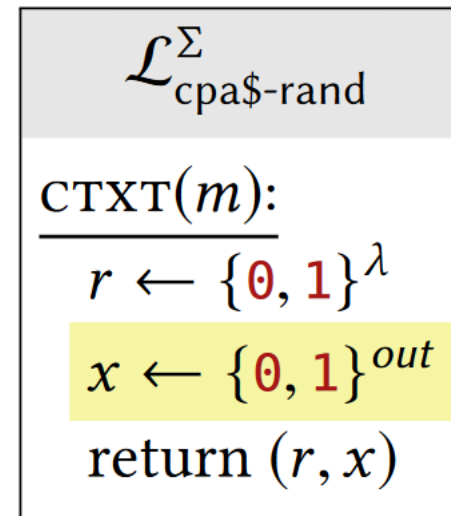 ℒ^Σ_cpa$-rand
CTXT(m):
r ← {0, 1}^λ
x ← {0, 1}^out
return (r, x)